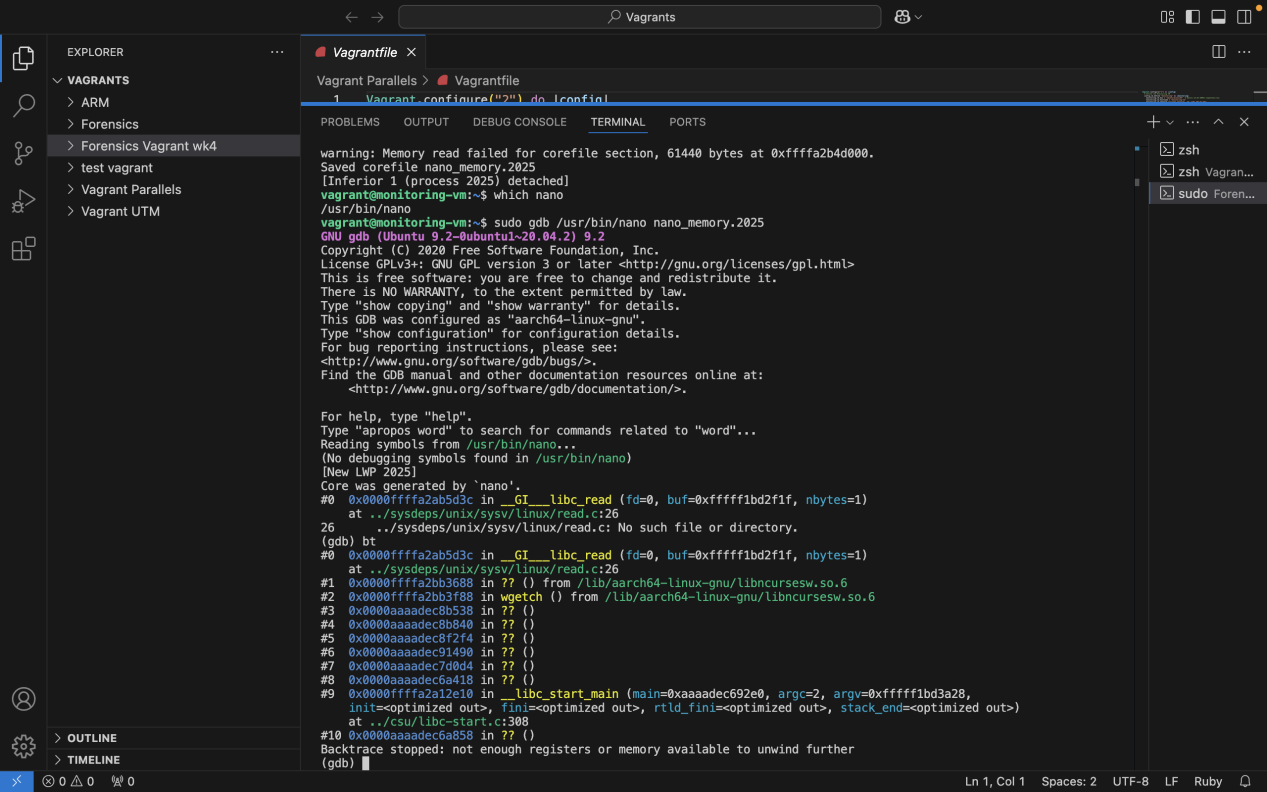 Vagrants
EXPLORER
VAGRANTS
ARM
Forensics
Forensics Vagrant wk4
test vagrant
Vagrant Parallels
Vagrant UTM
OUTLINE
TIMELINE
Vagrantfile
Vagrant Parallels > Vagrantfile
1 Vagrant.configure("2") do |config|
PROBLEMS OUTPUT DEBUG CONSOLE TERMINAL PORTS
warning: Memory read failed for corefile section, 61440 bytes at 0xffffa2b4d000.
Saved corefile nano_memory.2025
[Inferior 1 (process 2025) detached]
vagrant@monitoring-vm:~$ which nano
/usr/bin/nano
vagrant@monitoring-vm:~$ sudo gdb /usr/bin/nano nano_memory.2025
GNU gdb (Ubuntu 9.2-0ubuntu1~20.04.2) 9.2
Copyright (C) 2020 Free Software Foundation, Inc.
License GPLv3+: GNU GPL version 3 or later <http://gnu.org/licenses/gpl.html>
This is free software: you are free to change and redistribute it.
There is NO WARRANTY, to the extent permitted by law.
Type "show copying" and "show warranty" for details.
This GDB was configured as "aarch64-linux-gnu".
Type "show configuration" for configuration details.
For bug reporting instructions, please see:
<http://www.gnu.org/software/gdb/bugs/>.
Find the GDB manual and other documentation resources online at:
    <http://www.gnu.org/software/gdb/documentation/>.
For help, type "help".
Type "apropos word" to search for commands related to "word"...
Reading symbols from /usr/bin/nano...
(No debugging symbols found in /usr/bin/nano)
[New LWP 2025]
Core was generated by `nano'.
#0  0x0000ffffa2ab5d3c in __GI___libc_read (fd=0, buf=0xfffff1bd2f1f, nbytes=1)
    at ../sysdeps/unix/sysv/linux/read.c:26
26      ../sysdeps/unix/sysv/linux/read.c: No such file or directory.
(gdb) bt
#0  0x0000ffffa2ab5d3c in __GI___libc_read (fd=0, buf=0xfffff1bd2f1f, nbytes=1)
    at ../sysdeps/unix/sysv/linux/read.c:26
#1  0x0000ffffa2bb3688 in ?? () from /lib/aarch64-linux-gnu/libncursesw.so.6
#2  0x0000ffffa2bb3f88 in wgetch () from /lib/aarch64-linux-gnu/libncursesw.so.6
#3  0x0000aaaadec8b538 in ?? ()
#4  0x0000aaaadec8b840 in ?? ()
#5  0x0000aaaadec8f2f4 in ?? ()
#6  0x0000aaaadec91490 in ?? ()
#7  0x0000aaaadec7d0d4 in ?? ()
#8  0x0000aaaadec6a418 in ?? ()
#9  0x0000ffffa2a12e10 in __libc_start_main (main=0xaaaadec692e0, argc=2, argv=0xfffff1bd3a28,
    init=<optimized out>, fini=<optimized out>, rtld_fini=<optimized out>, stack_end=<optimized out>)
    at ../csu/libc-start.c:308
#10 0x0000aaaadec6a858 in ?? ()
Backtrace stopped: not enough registers or memory available to unwind further
(gdb)
zsh
zsh Vagran...
sudo Foren...
0 0 0
Ln 1, Col 1 Spaces: 2 UTF-8 LF Ruby